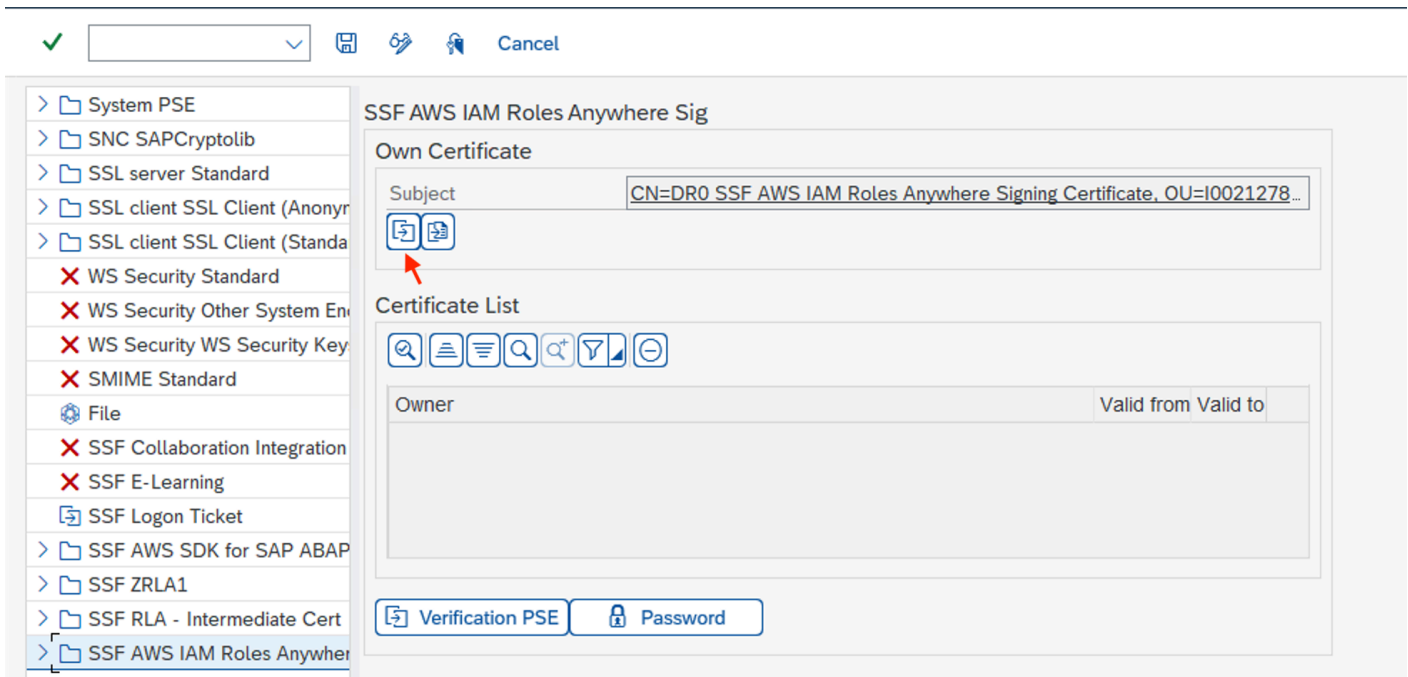 Cancel
System PSE
SNC SAPCryptolib
SSL server Standard
SSL client SSL Client (Anonyr
SSL client SSL Client (Standa
WS Security Standard
WS Security Other System En
WS Security WS Security Key
SMIME Standard
File
SSF Collaboration Integration
SSF E-Learning
SSF Logon Ticket
SSF AWS SDK for SAP ABAP
SSF ZRLA1
SSF RLA - Intermediate Cert
SSF AWS IAM Roles Anywher
SSF AWS IAM Roles Anywhere Sig
Own Certificate
Subject CN=DR0 SSF AWS IAM Roles Anywhere Signing Certificate, OU=I0021278...
Certificate List
Owner Valid from Valid to
Verification PSE Password